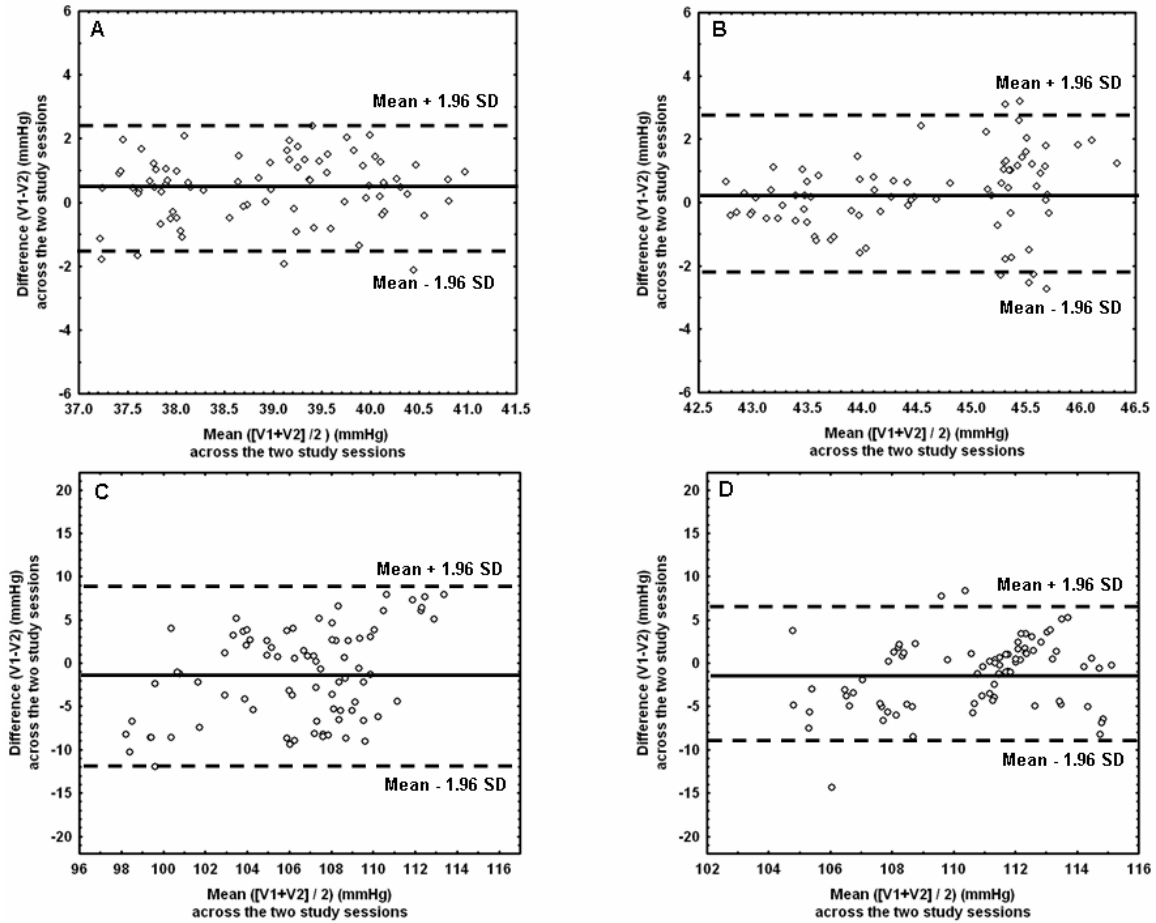 A
6
4
2
0
-2
-4
-6
Difference (V1-V2) (mmHg)
across the two study sessions
Mean + 1.96 SD
Mean - 1.96 SD
37.0 37.5 38.0 38.5 39.0 39.5 40.0 40.5 41.0 41.5
Mean ([V1+V2] /2 ) (mmHg)
across the two study sessions
B
6
4
2
0
-2
-4
-6
Difference (V1-V2) (mmHg)
across the two study sessions
Mean + 1.96 SD
Mean - 1.96 SD
42.5 43.0 43.5 44.0 44.5 45.0 45.5 46.0 46.5
Mean ([V1+V2] / 2) (mmHg)
across the two study sessions
C
20
15
10
5
0
-5
-10
-15
-20
Difference (V1-V2) (mmHg)
across the two study sessions
Mean + 1.96 SD
Mean - 1.96 SD
96 98 100 102 104 106 108 110 112 114 116
Mean ([V1+V2] / 2) (mmHg)
across the two study sessions
D
20
15
10
5
0
-5
-10
-15
-20
Difference (V1-V2) (mmHg)
across the two study sessions
Mean + 1.96 SD
Mean - 1.96 SD
102 104 106 108 110 112 114 116
Mean ([V1+V2] / 2) (mmHg)
across the two study sessions